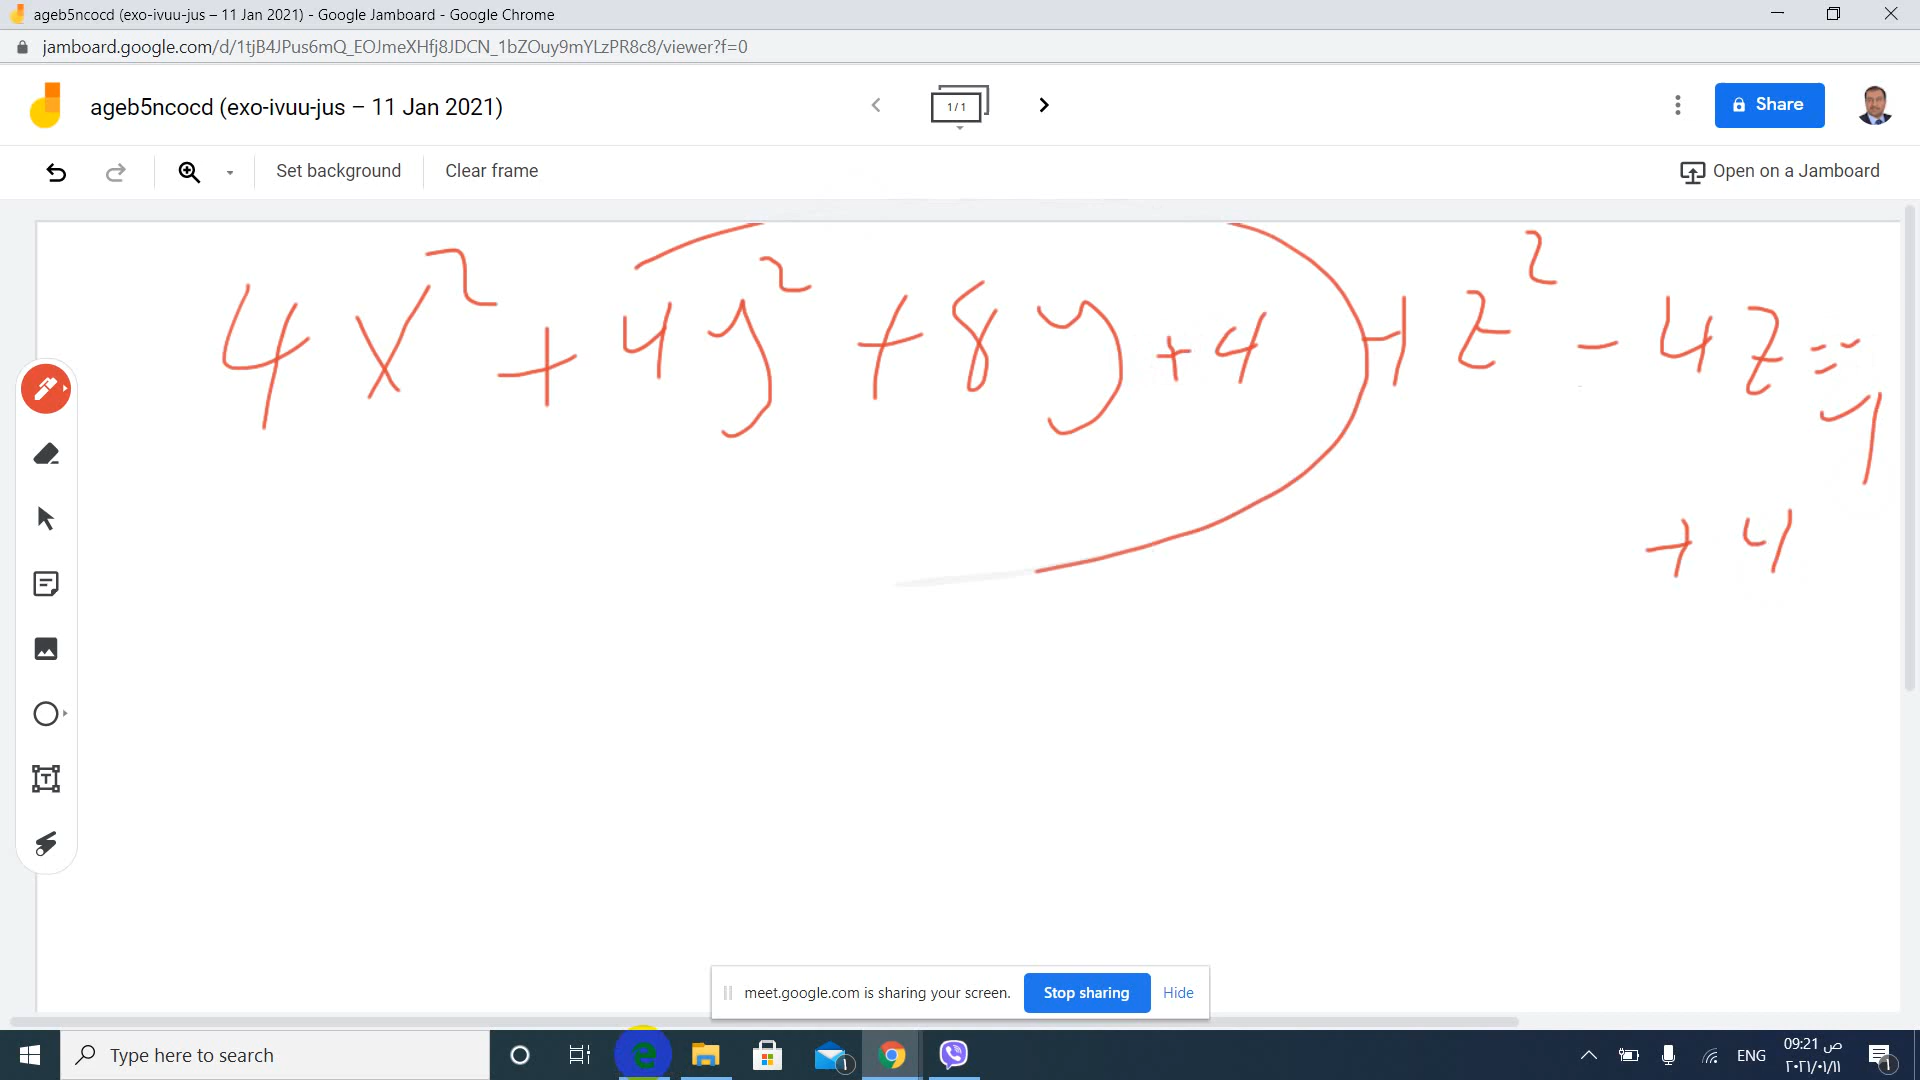 ageb5ncocd (exo-ivuu-jus – 11 Jan 2021) - Google Jamboard - Google Chrome
jamboard.google.com/d/1tjB4JPus6mQ_EOJmeXHfj8JDCN_1bZOuy9mYLzPR8c8/viewer?f=0
ageb5ncocd (exo-ivuu-jus – 11 Jan 2021)
1/1
Share
Set background
Clear frame
Open on a Jamboard
4x² + 4y² + 8y + 4 + z² - 4z =
-1
+ 4
meet.google.com is sharing your screen.
Stop sharing
Hide
Type here to search
ENG
09:21 ص
٢٠٢١/٠١/١١